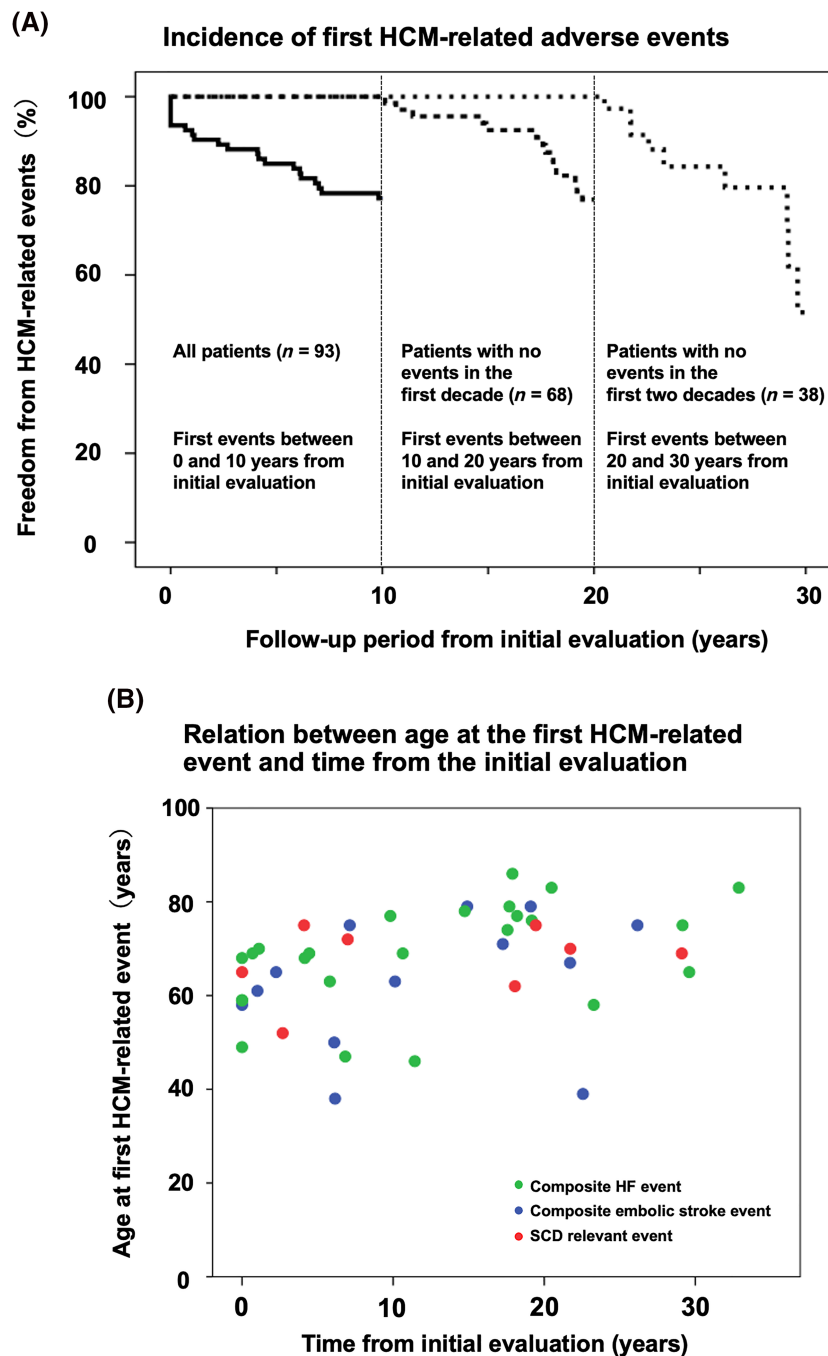 (A)
Incidence of first HCM-related adverse events
Freedom from HCM-related events (%)
100
80
60
40
20
0
All patients (n = 93)
First events between
0 and 10 years from
initial evaluation
Patients with no
events in the
first decade (n = 68)
First events between
10 and 20 years from
initial evaluation
Patients with no
events in the
first two decades (n = 38)
First events between
20 and 30 years from
initial evaluation
0 10 20 30
Follow-up period from initial evaluation (years)
(B)
Relation between age at the first HCM-related
event and time from the initial evaluation
Age at first HCM-related event (years)
100
80
60
40
20
0
Composite HF event
Composite embolic stroke event
SCD relevant event
0 10 20 30
Time from initial evaluation (years)